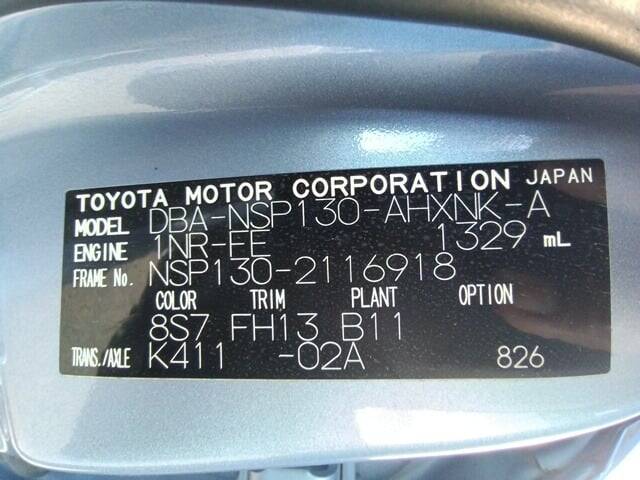 TOYOTA MOTOR CORPORATION JAPAN
MODEL DBA-NSP130-AHXNK-A
ENGINE 1NR-FE 1329 mL
FRAME No. NSP130-2116918
COLOR TRIM PLANT OPTION
8S7 FH13 B11
TRANS./AXLE K411 -02A 826